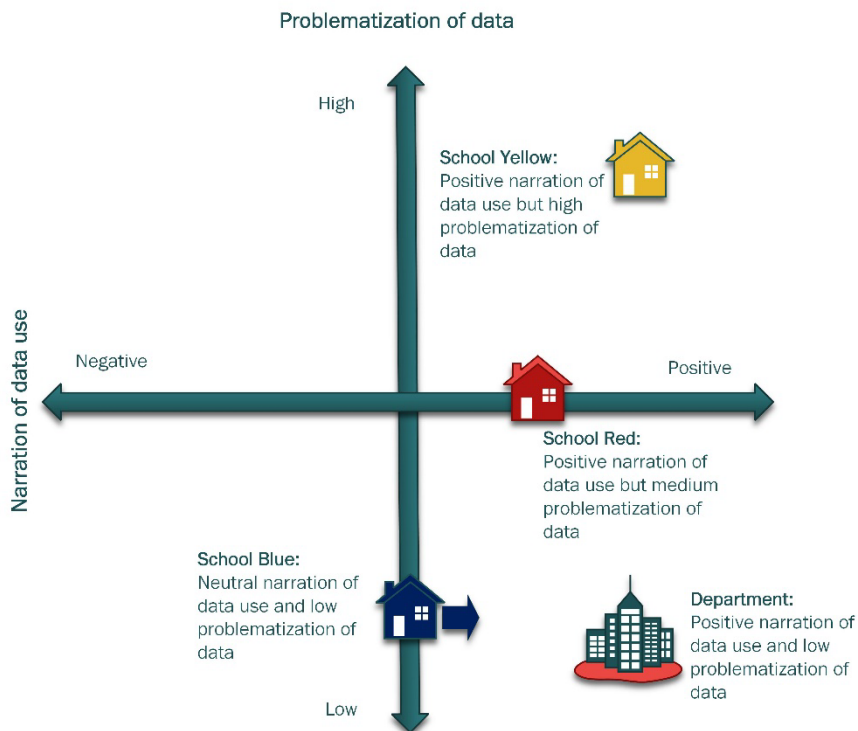 Problematization of data
High
School Yellow:
Positive narration of
data use but high
problematization of
data
Narration of data use
Negative
Positive
School Red:
Positive narration of
data use but medium
problematization of
data
School Blue:
Neutral narration of
data use and low
problematization of
data
Department:
Positive narration of
data use and low
problematization of
data
Low